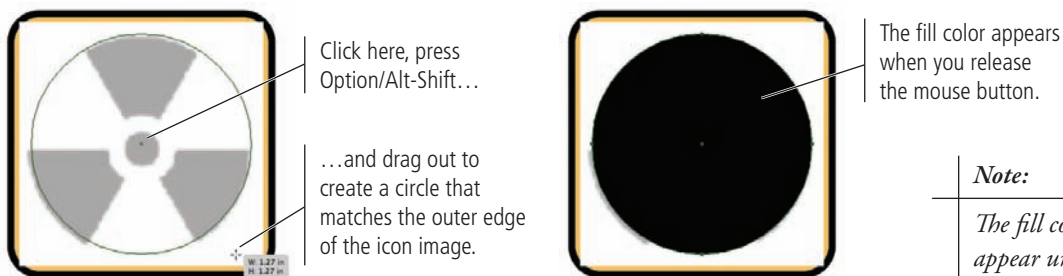 Click here, press
Option/Alt-Shift…
…and drag out to
create a circle that
matches the outer edge
of the icon image.
W: 1.27 in
H: 1.27 in
The fill color appears
when you release
the mouse button.
Note:
The fill co
appear un